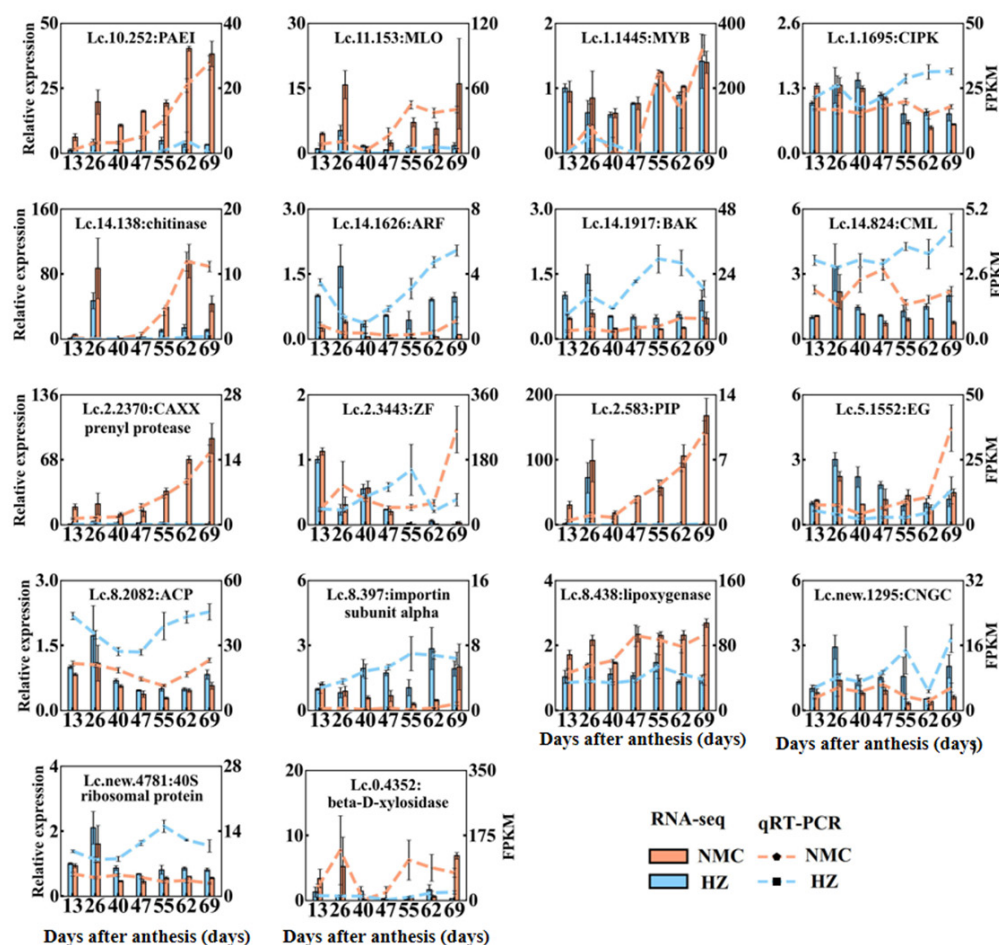 Lc.10.252:PAEI
Lc.11.153:MLO
Lc.1.1445:MYB
Lc.1.1695:CIPK
Relative expression
50
25
0
40
20
0
30
15
0
120
60
0
2
1
0
400
200
0
2.6
1.3
0.0
50
25
0
FPKM
13 26 40 47 55 62 69
13 26 40 47 55 62 69
13 26 40 47 55 62 69
13 26 40 47 55 62 69
Lc.14.138:chitinase
Lc.14.1626:ARF
Lc.14.1917:BAK
Lc.14.824:CML
Relative expression
160
80
0
20
10
0
3.0
1.5
0.0
8
4
0
3.0
1.5
0.0
48
24
0
6
3
0
5.2
2.6
0.0
FPKM
13 26 40 47 55 62 69
13 26 40 47 55 62 69
13 26 40 47 55 62 69
13 26 40 47 55 62 69
Lc.2.2370:CAXX
prenyl protease
Lc.2.3443:ZF
Lc.2.583:PIP
Lc.5.1552:EG
Relative expression
136
68
0
28
14
0
2
1
0
360
180
0
200
100
0
14
7
0
6
3
0
50
25
0
FPKM
13 26 40 47 55 62 69
13 26 40 47 55 62 69
13 26 40 47 55 62 69
13 26 40 47 55 62 69
Lc.8.2082:ACP
Lc.8.397:importin
subunit alpha
Lc.8.438:lipoxygenase
Lc.new.1295:CNGC
Relative expression
3.0
1.5
0.0
60
30
0
6
3
0
16
8
0
4
2
0
160
80
0
6
3
0
32
16
0
FPKM
13 26 40 47 55 62 69
13 26 40 47 55 62 69
13 26 40 47 55 62 69
13 26 40 47 55 62 69
Days after anthesis (days)
Days after anthesis (days)
Lc.new.4781:40S
ribosomal protein
Lc.0.4352:
beta-D-xylosidase
Relative expression
4
2
0
28
14
0
20
10
0
350
175
0
FPKM
13 26 40 47 55 62 69
13 26 40 47 55 62 69
Days after anthesis (days)
Days after anthesis (days)
RNA-seq qRT-PCR
NMC NMC
HZ HZ